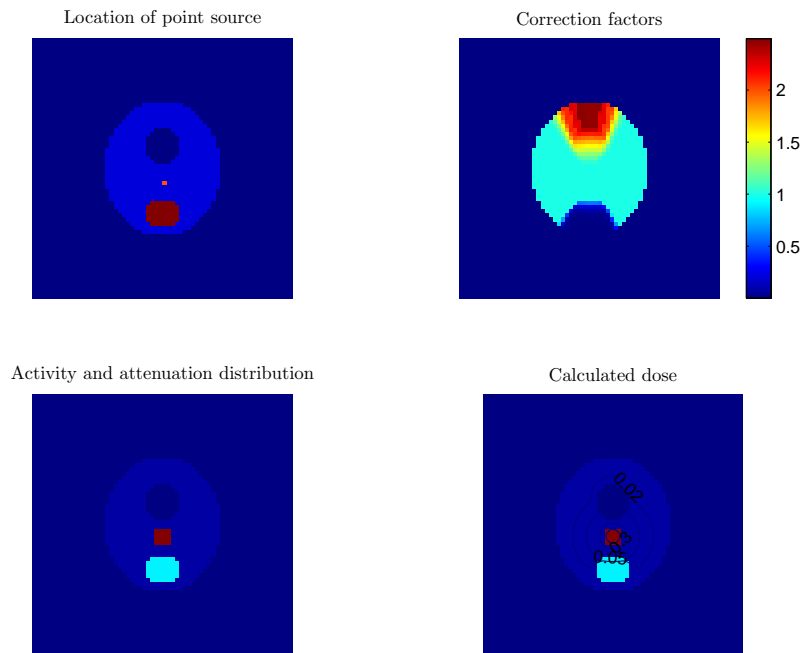 Location of point source
Correction factors
2
1.5
1
0.5
Activity and attenuation distribution
Calculated dose
0.02
0.05